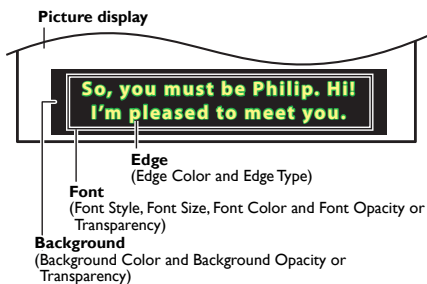 Picture display
So, you must be Philip. Hi!
I'm pleased to meet you.
Edge
(Edge Color and Edge Type)
Font
(Font Style, Font Size, Font Color and Font Opacity or
Transparency)
Background
(Background Color and Background Opacity or
Transparency)